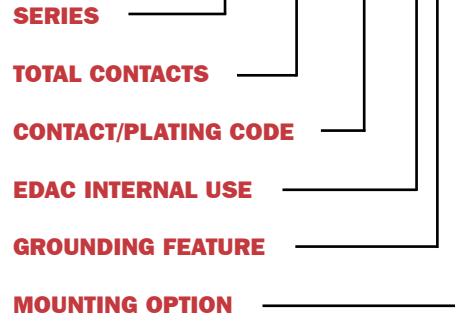 SERIES
TOTAL CONTACTS
CONTACT/PLATING CODE
EDAC INTERNAL USE
GROUNDING FEATURE
MOUNTING OPTION